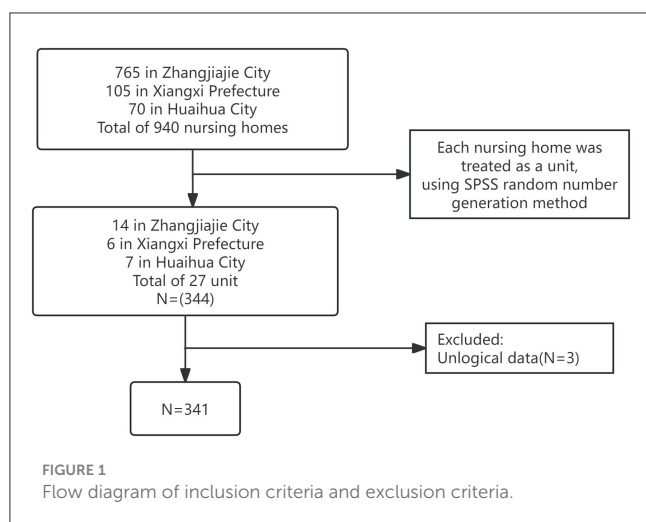 765 in Zhangjiajie City
105 in Xiangxi Prefecture
70 in Huaihua City
Total of 940 nursing homes
Each nursing home was
treated as a unit,
using SPSS random number
generation method
14 in Zhangjiajie City
6 in Xiangxi Prefecture
7 in Huaihua City
Total of 27 unit
N=(344)
Excluded:
Unlogical data(N=3)
N=341
FIGURE 1
Flow diagram of inclusion criteria and exclusion criteria.